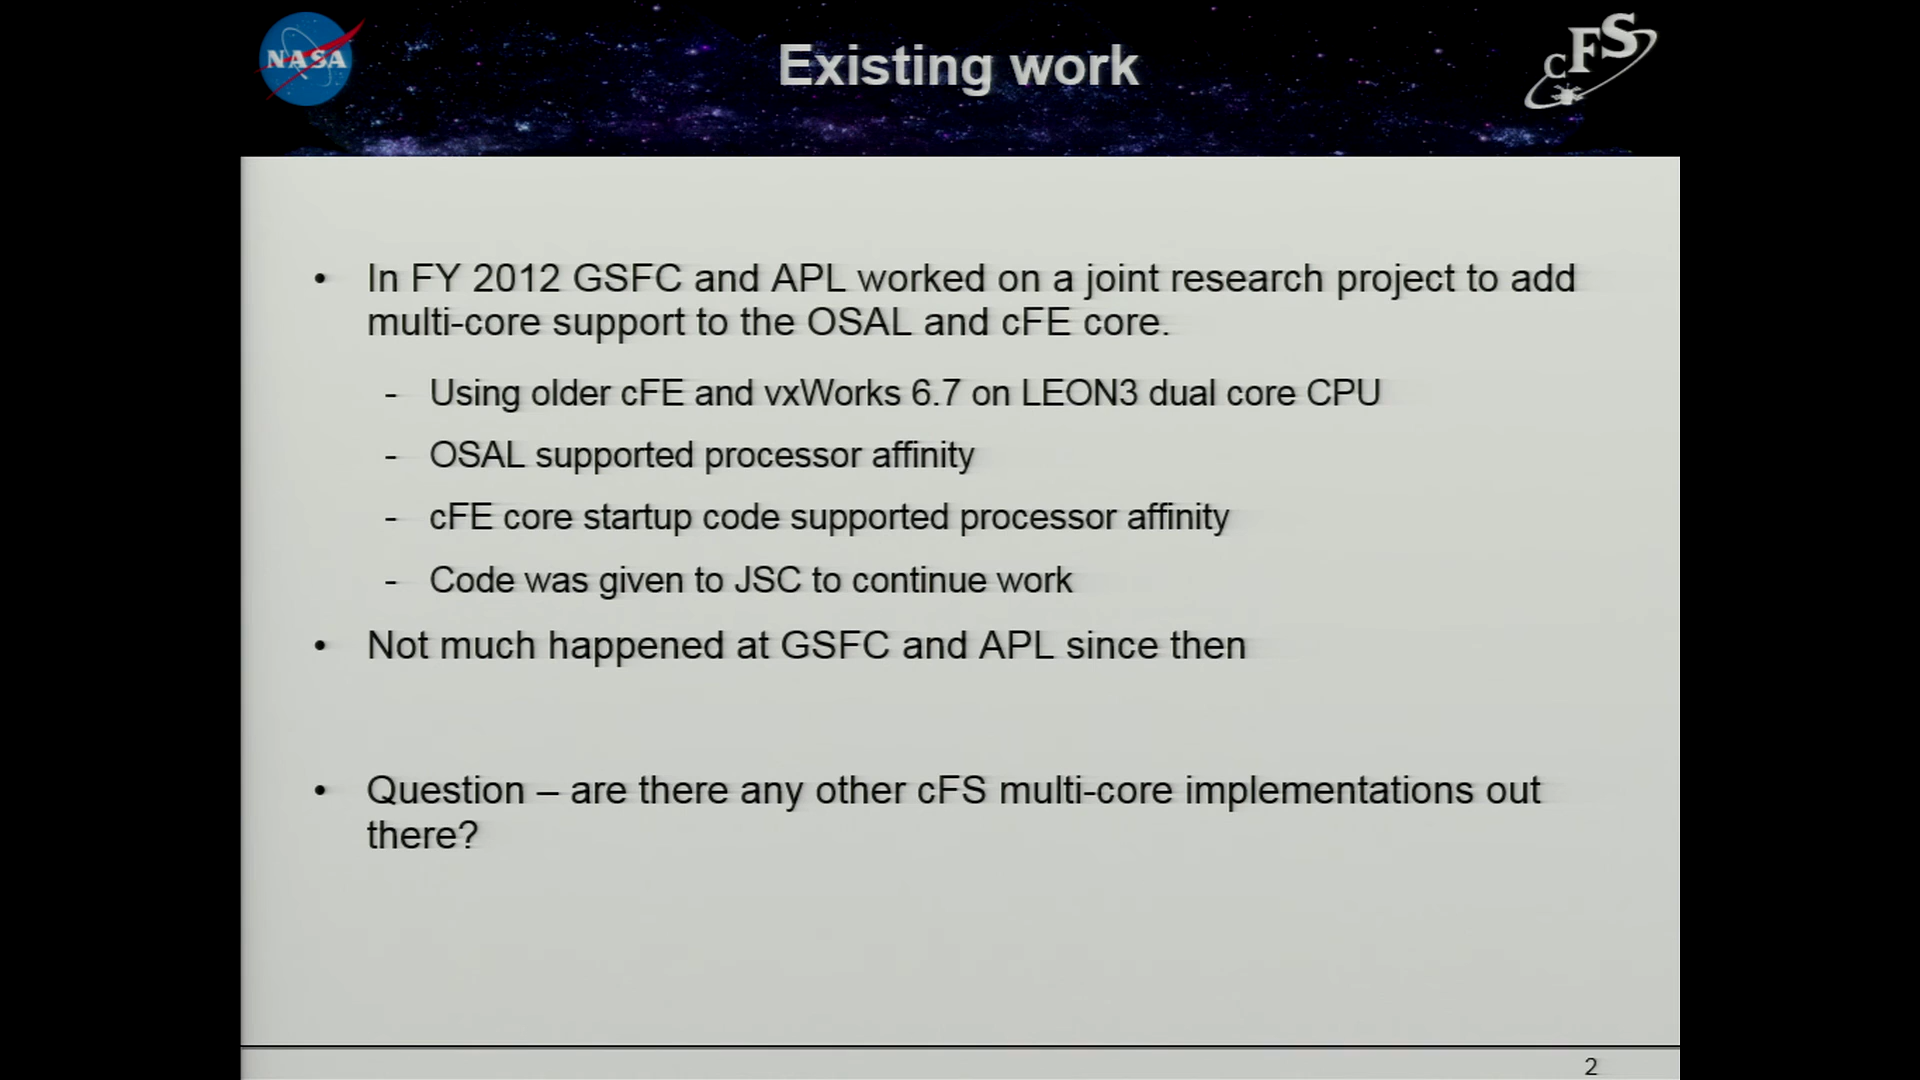 NASA
Existing work
cFS
• In FY 2012 GSFC and APL worked on a joint research project to add
multi-core support to the OSAL and cFE core.
- Using older cFE and vxWorks 6.7 on LEON3 dual core CPU
- OSAL supported processor affinity
- cFE core startup code supported processor affinity
- Code was given to JSC to continue work
• Not much happened at GSFC and APL since then
• Question – are there any other cFS multi-core implementations out
there?
2